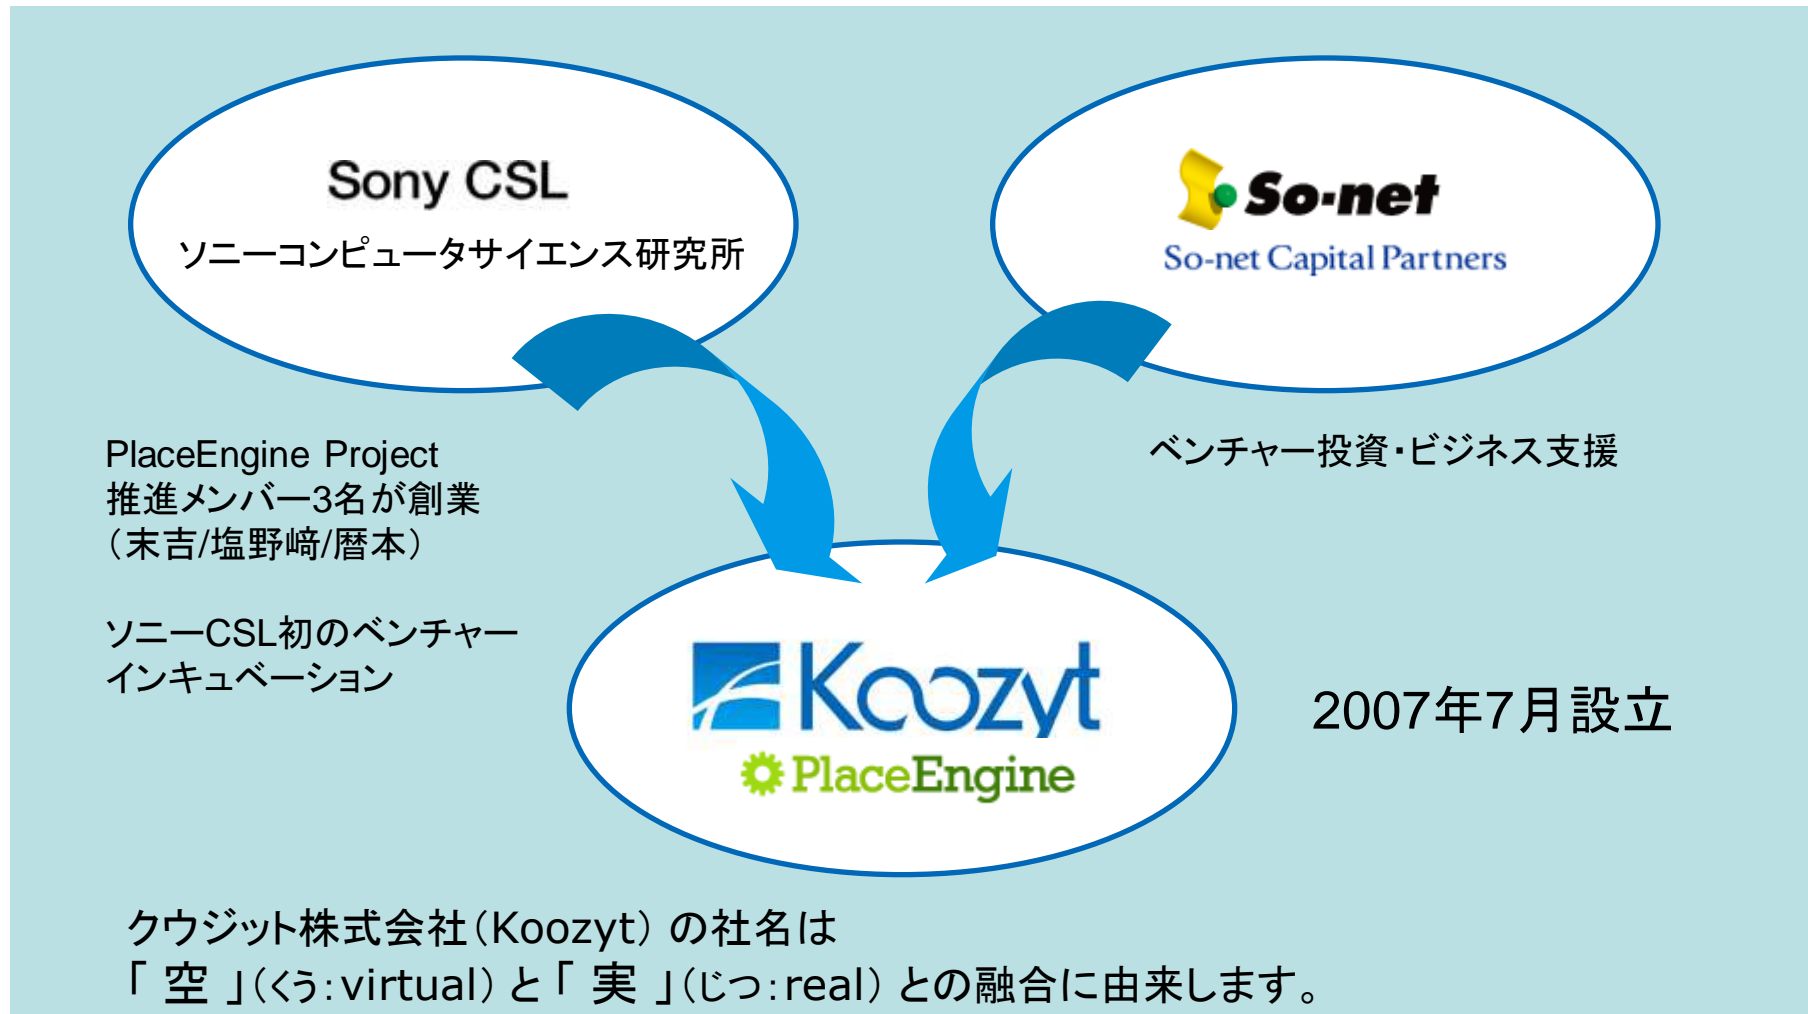 Sony CSL
ソニーコンピュータサイエンス研究所
So-net
So-net Capital Partners
PlaceEngine Project
推進メンバー3名が創業
（末吉/塩野﨑/暦本）
ソニーCSL初のベンチャー
インキュベーション
ベンチャー投資・ビジネス支援
Koozyt
PlaceEngine
2007年7月設立
クウジット株式会社（Koozyt）の社名は
「 空 」（くう：virtual）と「 実 」（じつ：real）との融合に由来します。